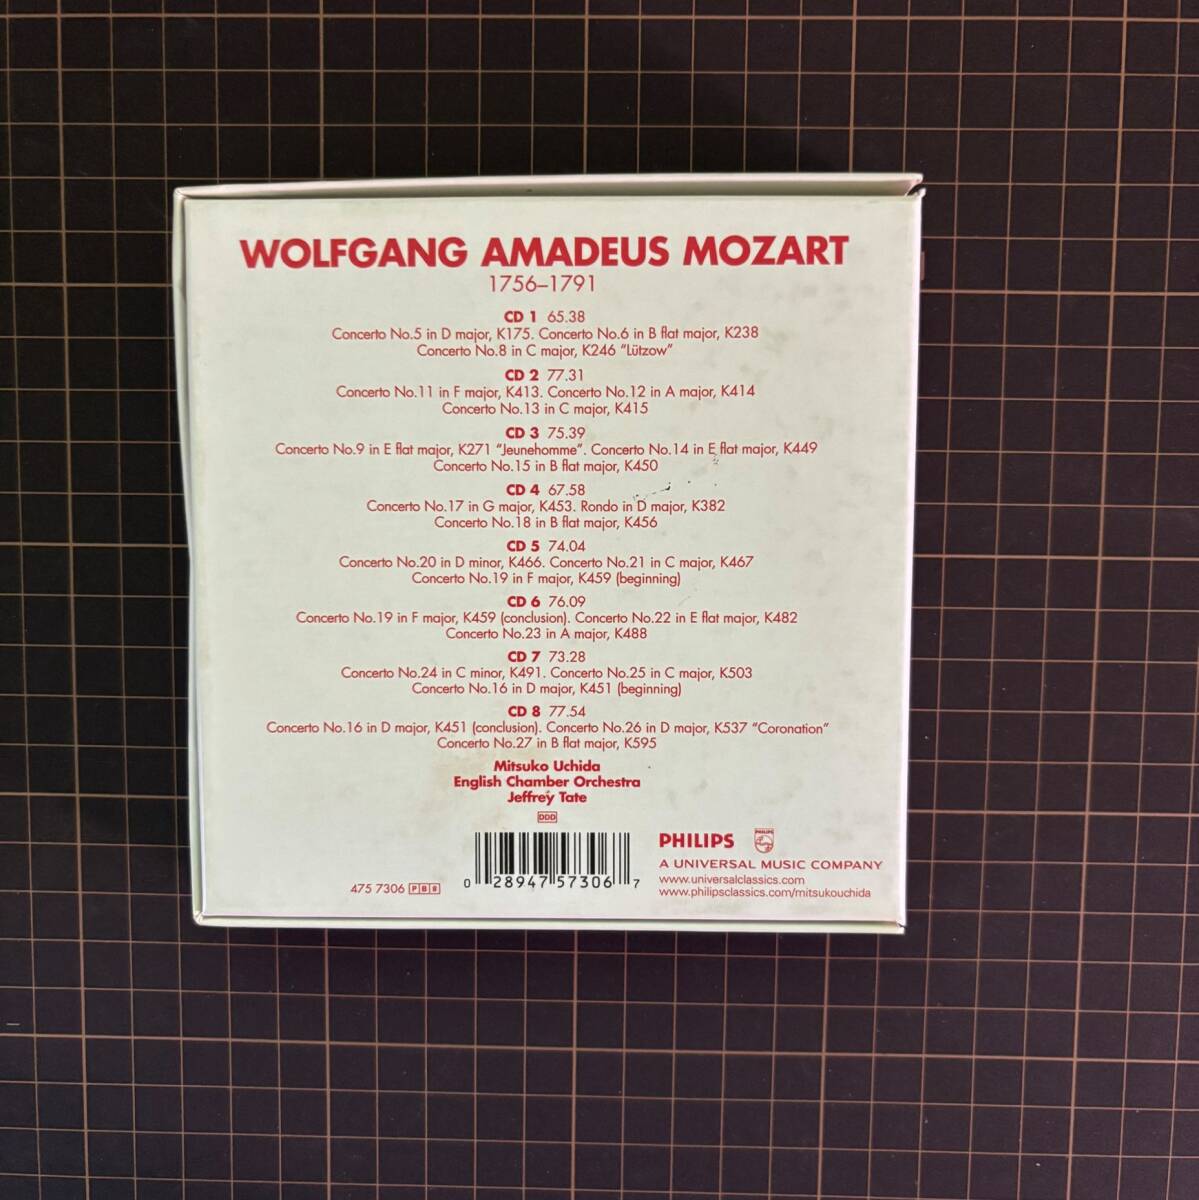 WOLFGANG AMADEUS MOZART
1756–1791
CD 1 65.38
Concerto No.5 in D major, K175. Concerto No.6 in B flat major, K238
Concerto No.8 in C major, K246 “Lützow”
CD 2 77.31
Concerto No.11 in F major, K413. Concerto No.12 in A major, K414
Concerto No.13 in C major, K415
CD 3 75.39
Concerto No.9 in E flat major, K271 “Jeunehomme”. Concerto No.14 in E flat major, K449
Concerto No.15 in B flat major, K450
CD 4 67.58
Concerto No.17 in G major, K453. Rondo in D major, K382
Concerto No.18 in B flat major, K456
CD 5 74.04
Concerto No.20 in D minor, K466. Concerto No.21 in C major, K467
Concerto No.19 in F major, K459 (beginning)
CD 6 76.09
Concerto No.19 in F major, K459 (conclusion). Concerto No.22 in E flat major, K482
Concerto No.23 in A major, K488
CD 7 73.28
Concerto No.24 in C minor, K491. Concerto No.25 in C major, K503
Concerto No.16 in D major, K451 (beginning)
CD 8 77.54
Concerto No.16 in D major, K451 (conclusion). Concerto No.26 in D major, K537 “Coronation”
Concerto No.27 in B flat major, K595
Mitsuko Uchida
English Chamber Orchestra
Jeffrey Tate
DDD
475 7306 PB8
0 28947 57306 7
PHILIPS PHILIPS
A UNIVERSAL MUSIC COMPANY
www.universalclassics.com
www.philipsclassics.com/mitsukouchida